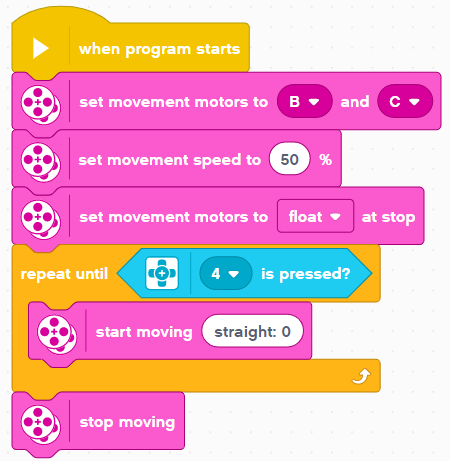 when program starts
set movement motors to B and C
set movement speed to 50 %
set movement motors to float at stop
repeat until 4 is pressed?
start moving straight: 0
stop moving